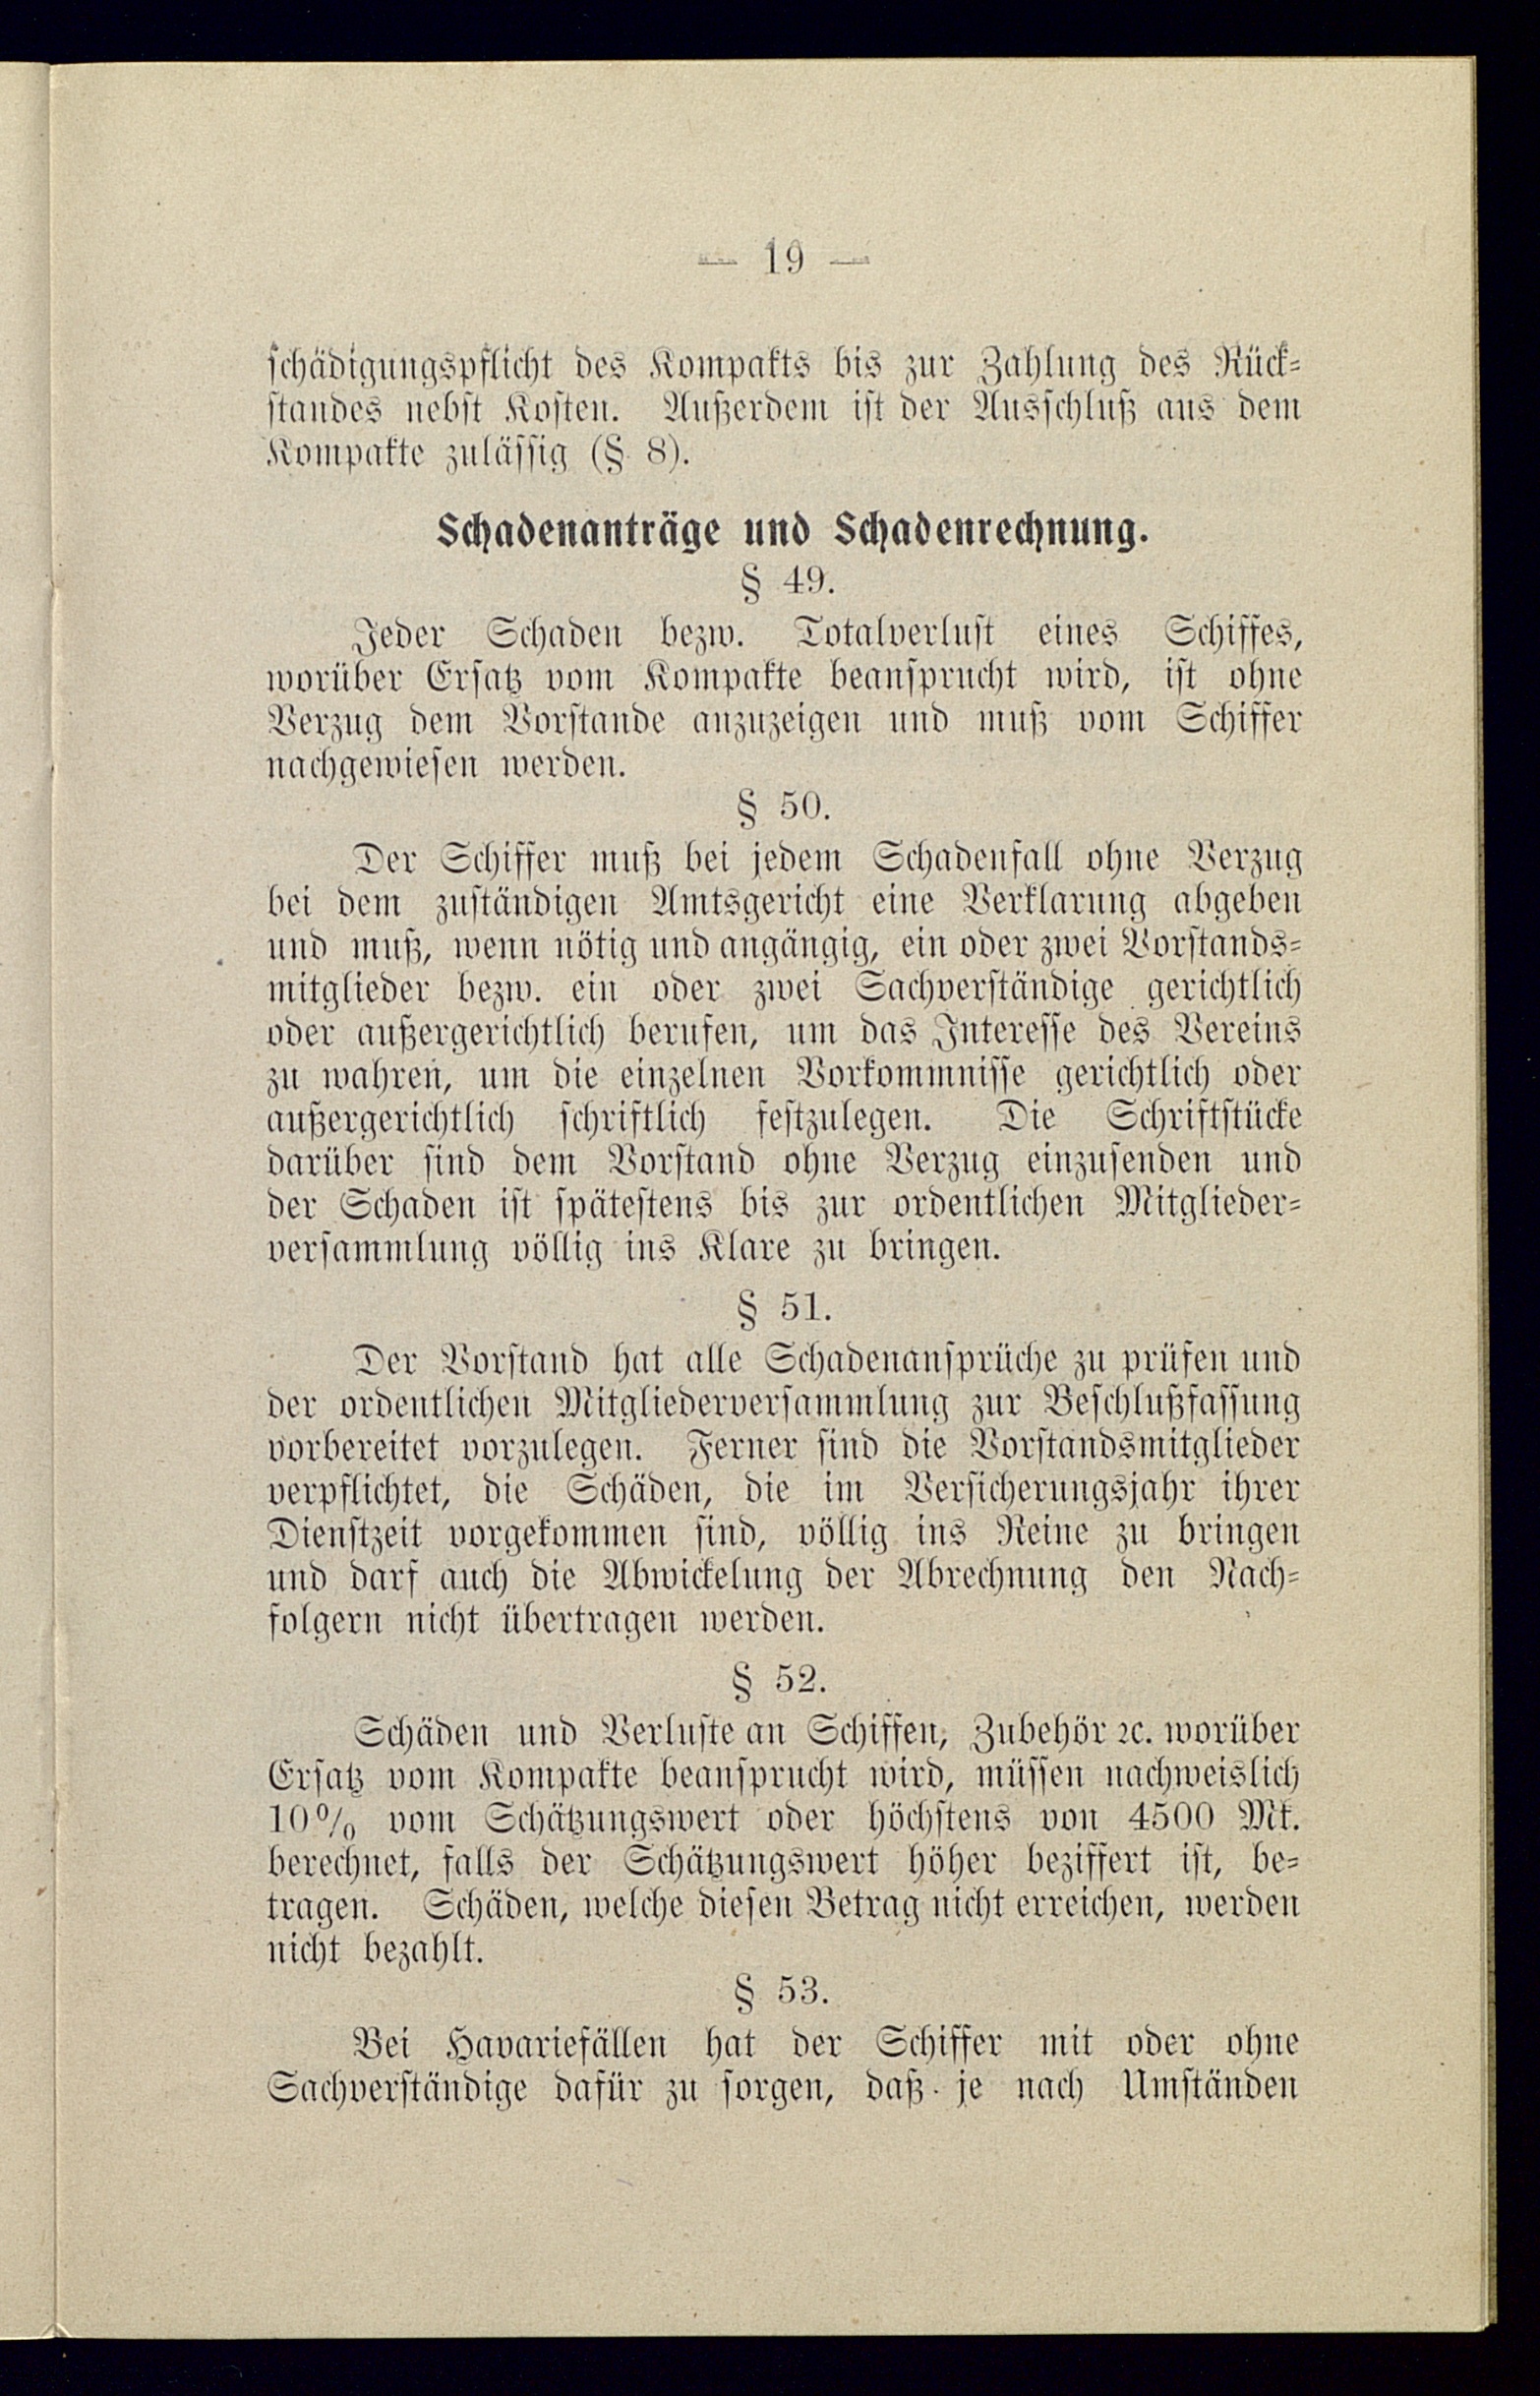 — 19 —
schädigungspflicht des Kompakts bis zur Zahlung des Rück-
standes nebst Kosten. Außerdem ist der Ausschluß aus dem
Kompakte zulässig (§ 8).
Schadenanträge und Schadenrechnung.
§ 49.
Jeder Schaden bezw. Totalverlust eines Schiffes,
worüber Ersatz vom Kompakte beansprucht wird, ist ohne
Verzug dem Vorstande anzuzeigen und muß vom Schiffer
nachgewiesen werden.
§ 50.
Der Schiffer muß bei jedem Schadenfall ohne Verzug
bei dem zuständigen Amtsgericht eine Verklarung abgeben
und muß, wenn nötig und angängig, ein oder zwei Vorstands-
mitglieder bezw. ein oder zwei Sachverständige gerichtlich
oder außergerichtlich berufen, um das Interesse des Vereins
zu wahren, um die einzelnen Vorkommnisse gerichtlich oder
außergerichtlich schriftlich festzulegen. Die Schriftstücke
darüber sind dem Vorstand ohne Verzug einzusenden und
der Schaden ist spätestens bis zur ordentlichen Mitglieder-
versammlung völlig ins Klare zu bringen.
§ 51.
Der Vorstand hat alle Schadenansprüche zu prüfen und
der ordentlichen Mitgliederversammlung zur Beschlußfassung
vorbereitet vorzulegen. Ferner sind die Vorstandsmitglieder
verpflichtet, die Schäden, die im Versicherungsjahr ihrer
Dienstzeit vorgekommen sind, völlig ins Reine zu bringen
und darf auch die Abwickelung der Abrechnung den Nach-
folgern nicht übertragen werden.
§ 52.
Schäden und Verluste an Schiffen, Zubehör ꝛc. worüber
Ersatz vom Kompakte beansprucht wird, müssen nachweislich
10% vom Schätzungswert oder höchstens von 4500 Mk.
berechnet, falls der Schätzungswert höher beziffert ist, be-
tragen. Schäden, welche diesen Betrag nicht erreichen, werden
nicht bezahlt.
§ 53.
Bei Havariefällen hat der Schiffer mit oder ohne
Sachverständige dafür zu sorgen, daß je nach Umständen